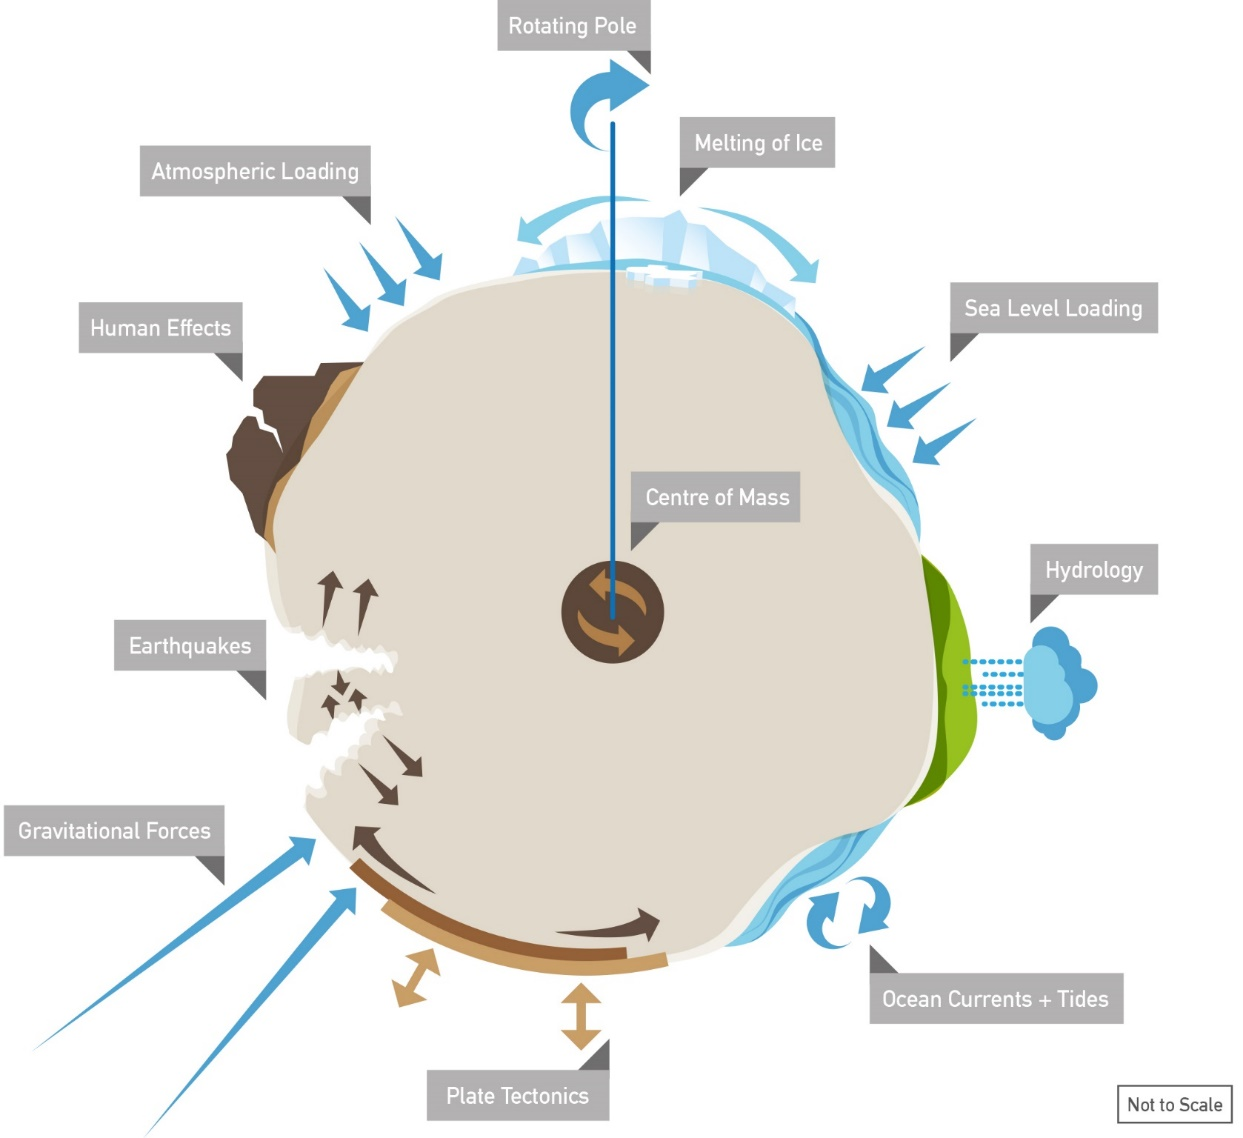 Rotating Pole
Melting of Ice
Atmospheric Loading
Sea Level Loading
Human Effects
Centre of Mass
Hydrology
Earthquakes
Gravitational Forces
Ocean Currents + Tides
Plate Tectonics
Not to Scale